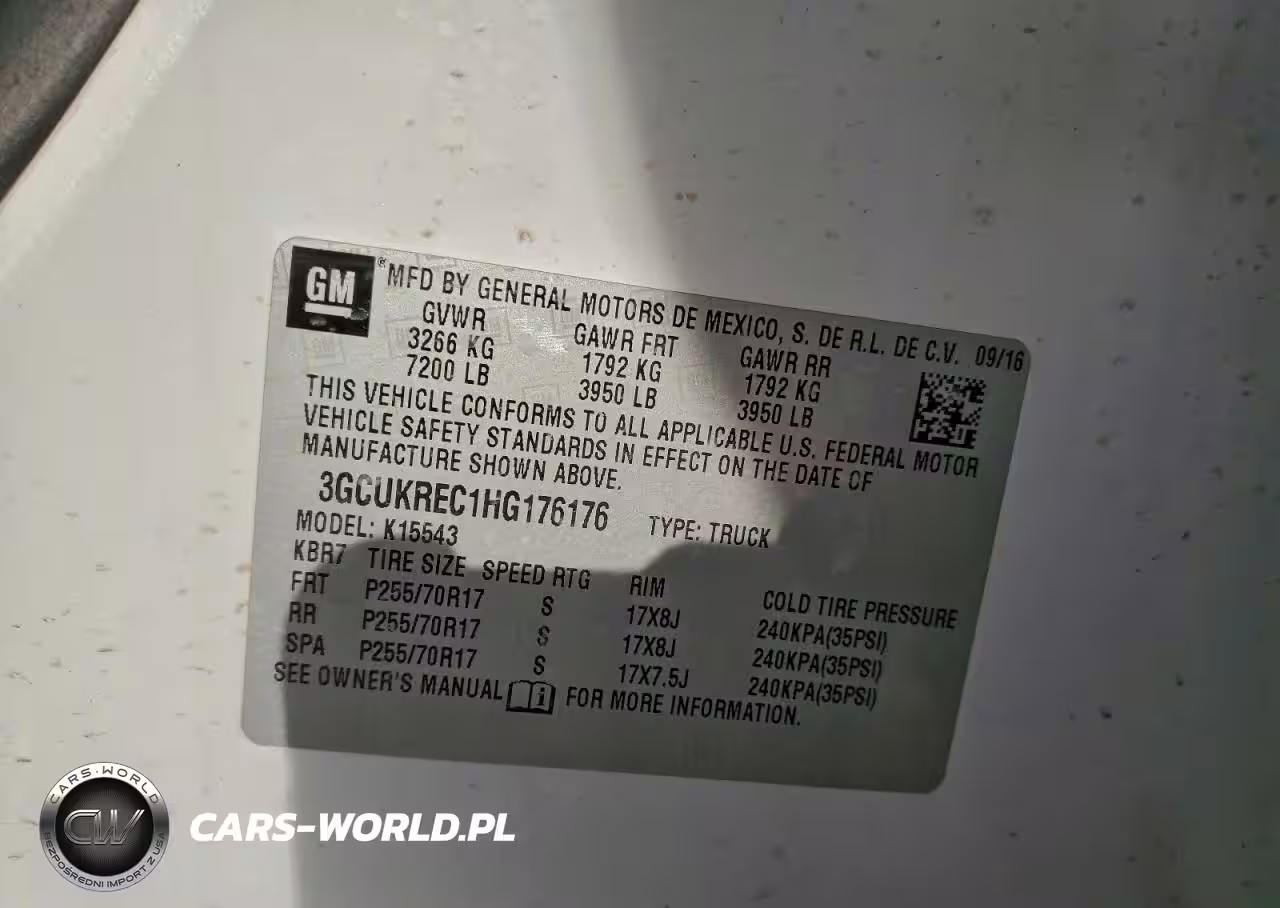 GM
® MFD BY GENERAL MOTORS DE MEXICO, S. DE R.L. DE C.V. 09/16
GVWR GAWR FRT GAWR RR
3266 KG 1792 KG 1792 KG
7200 LB 3950 LB 3950 LB
THIS VEHICLE CONFORMS TO ALL APPLICABLE U.S. FEDERAL MOTOR
VEHICLE SAFETY STANDARDS IN EFFECT ON THE DATE OF
MANUFACTURE SHOWN ABOVE.
3GCUKREC1HG176176 TYPE: TRUCK
MODEL: K15543
KBR7 TIRE SIZE SPEED RTG RIM COLD TIRE PRESSURE
FRT P255/70R17 S 17X8J 240KPA(35PSI)
RR P255/70R17 S 17X8J 240KPA(35PSI)
SPA P255/70R17 S 17X7.5J 240KPA(35PSI)
SEE OWNER'S MANUAL i FOR MORE INFORMATION.
CARS-WORLD
CW
BEZPOŚREDNI IMPORT Z USA
CARS-WORLD.PL